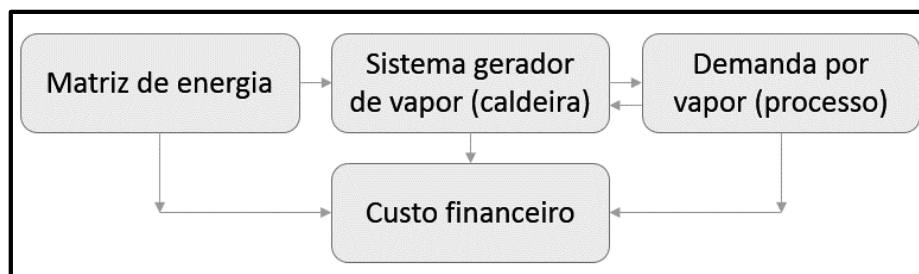 Matriz de energia
Sistema gerador
de vapor (caldeira)
Demanda por
vapor (processo)
Custo financeiro